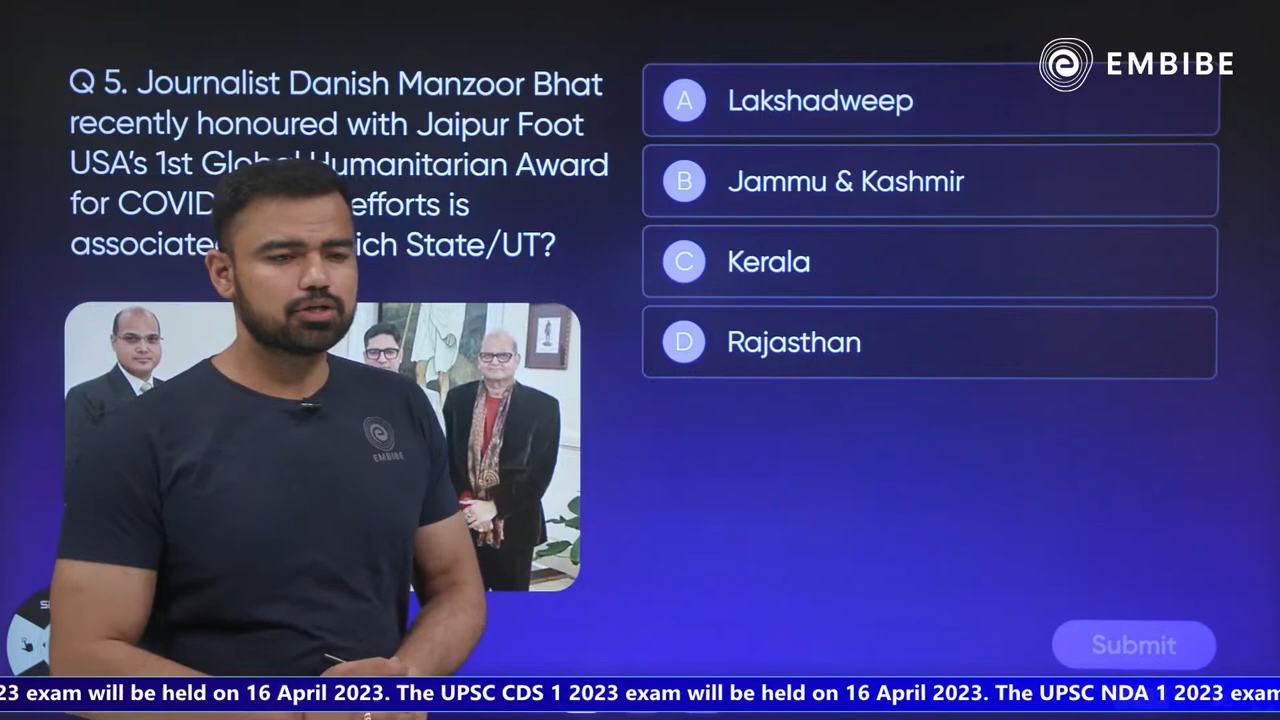 Q 5. Journalist Danish Manzoor Bhat
recently honoured with Jaipur Foot
USA's 1st Global Humanitarian Award
for COVID efforts is
associate ich State/UT?
A Lakshadweep
B Jammu & Kashmir
C Kerala
D Rajasthan
EMBIBE
EMBIBE
Submit
23 exam will be held on 16 April 2023. The UPSC CDS 1 2023 exam will be held on 16 April 2023. The UPSC NDA 1 2023 exam